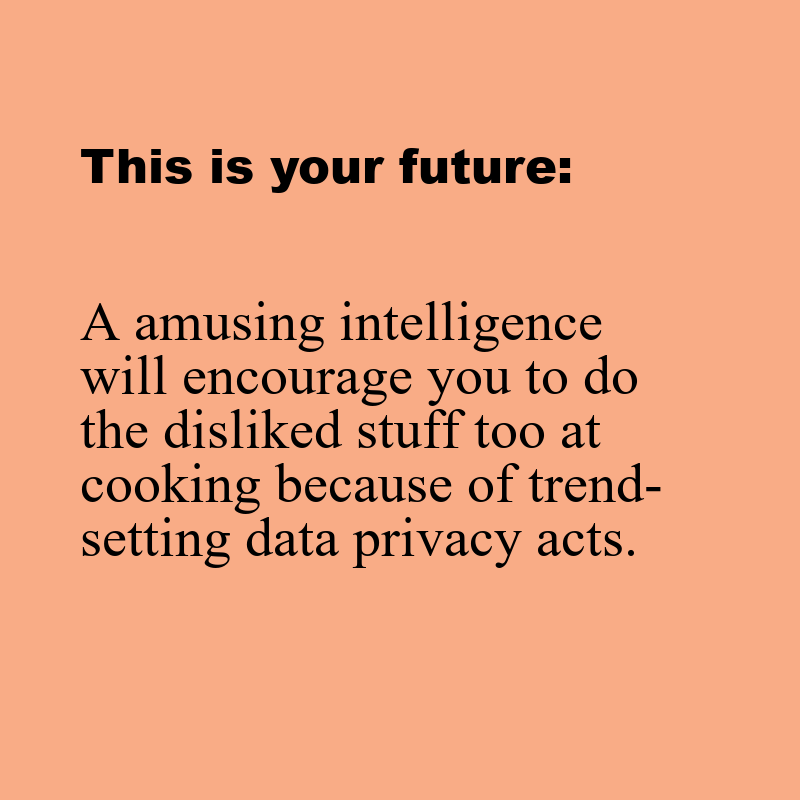 This is your future:
A amusing intelligence
will encourage you to do
the disliked stuff too at
cooking because of trend-
setting data privacy acts.